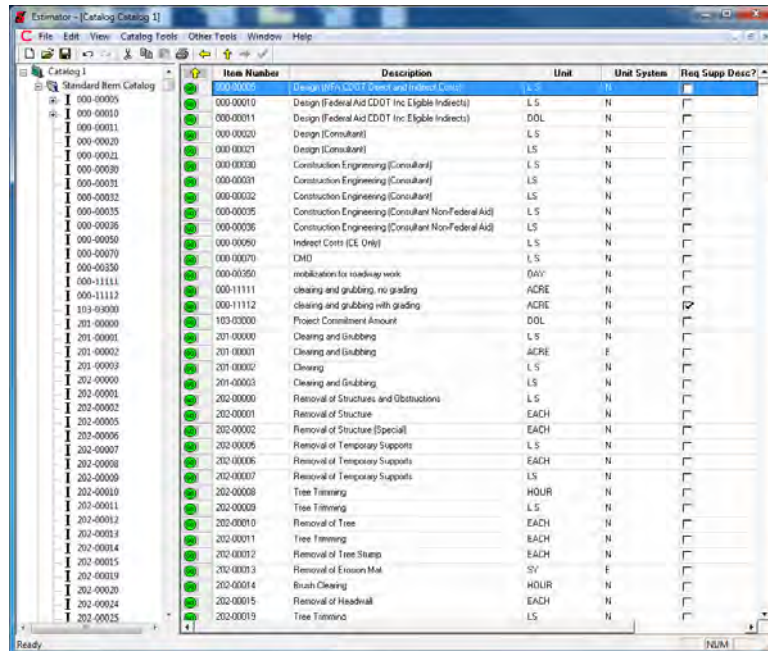 Estimator - [Catalog Catalog 1]
File Edit View Catalog Tools Other Tools Window Help
Catalog 1
Standard Item Catalog
000-00005
000-00010
000-00011
000-00020
000-00021
000-00030
000-00031
000-00032
000-00035
000-00036
000-00050
000-00070
000-00350
000-11111
000-11112
103-03000
201-00000
201-00001
201-00002
201-00003
202-00000
202-00001
202-00002
202-00005
202-00006
202-00007
202-00008
202-00009
202-00010
202-00011
202-00012
202-00013
202-00014
202-00015
202-00019
202-00020
202-00024
202-00025
Item Number Description Unit Unit System Req Supp Desc?
000-00005 Design (NFA CDOT Direct and Indirect Costs) L S N
000-00010 Design (Federal Aid CDOT Inc Eligible Indirects) L S N
000-00011 Design (Federal Aid CDOT Inc Eligible Indirects) DOL N
000-00020 Design (Consultant) L S N
000-00021 Design (Consultant) LS N
000-00030 Construction Engineering (Consultant) L S N
000-00031 Construction Engineering (Consultant) LS N
000-00032 Construction Engineering (Consultant) LS N
000-00035 Construction Engineering (Consultant Non-Federal Aid) L S N
000-00036 Construction Engineering (Consultant Non-Federal Aid) LS N
000-00050 Indirect Costs (CE Only) L S N
000-00070 CMO L S N
000-00350 mobilization for roadway work DAY N
000-11111 clearing and grubbing, no grading ACRE N
000-11112 clearing and grubbing with grading ACRE N
103-03000 Project Commitment Amount DOL N
201-00000 Clearing and Grubbing L S N
201-00001 Clearing and Grubbing ACRE E
201-00002 Clearing L S N
201-00003 Clearing and Grubbing LS N
202-00000 Removal of Structures and Obstructions L S N
202-00001 Removal of Structure EACH N
202-00002 Removal of Structure (Special) EACH N
202-00005 Removal of Temporary Supports L S N
202-00006 Removal of Temporary Supports EACH N
202-00007 Removal of Temporary Supports LS N
202-00008 Tree Trimming HOUR N
202-00009 Tree Trimming L S N
202-00010 Removal of Tree EACH N
202-00011 Tree Trimming EACH N
202-00012 Removal of Tree Stump EACH N
202-00013 Removal of Erosion Mat SY E
202-00014 Brush Clearing HOUR N
202-00015 Removal of Headwall EACH N
202-00019 Tree Trimming LS N
Ready NUM